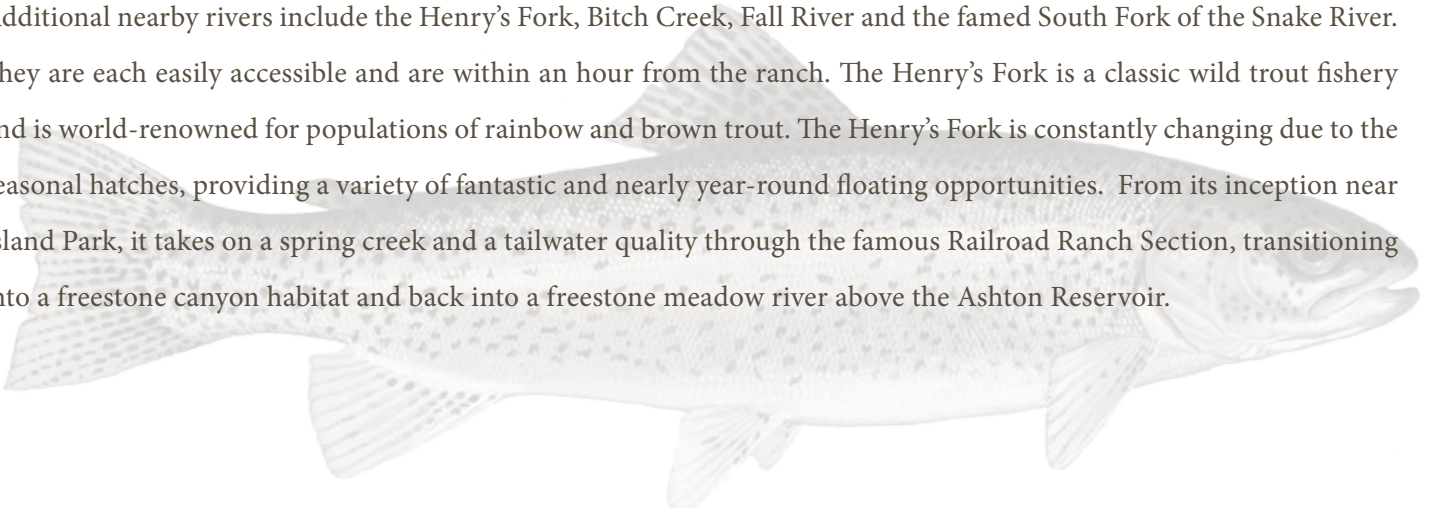 dditional nearby rivers include the Henry’s Fork, Bitch Creek, Fall River and the famed South Fork of the Snake River.
hey are each easily accessible and are within an hour from the ranch. The Henry’s Fork is a classic wild trout fishery
nd is world-renowned for populations of rainbow and brown trout. The Henry’s Fork is constantly changing due to the
easonal hatches, providing a variety of fantastic and nearly year-round floating opportunities.  From its inception near
sland Park, it takes on a spring creek and a tailwater quality through the famous Railroad Ranch Section, transitioning
nto a freestone canyon habitat and back into a freestone meadow river above the Ashton Reservoir.